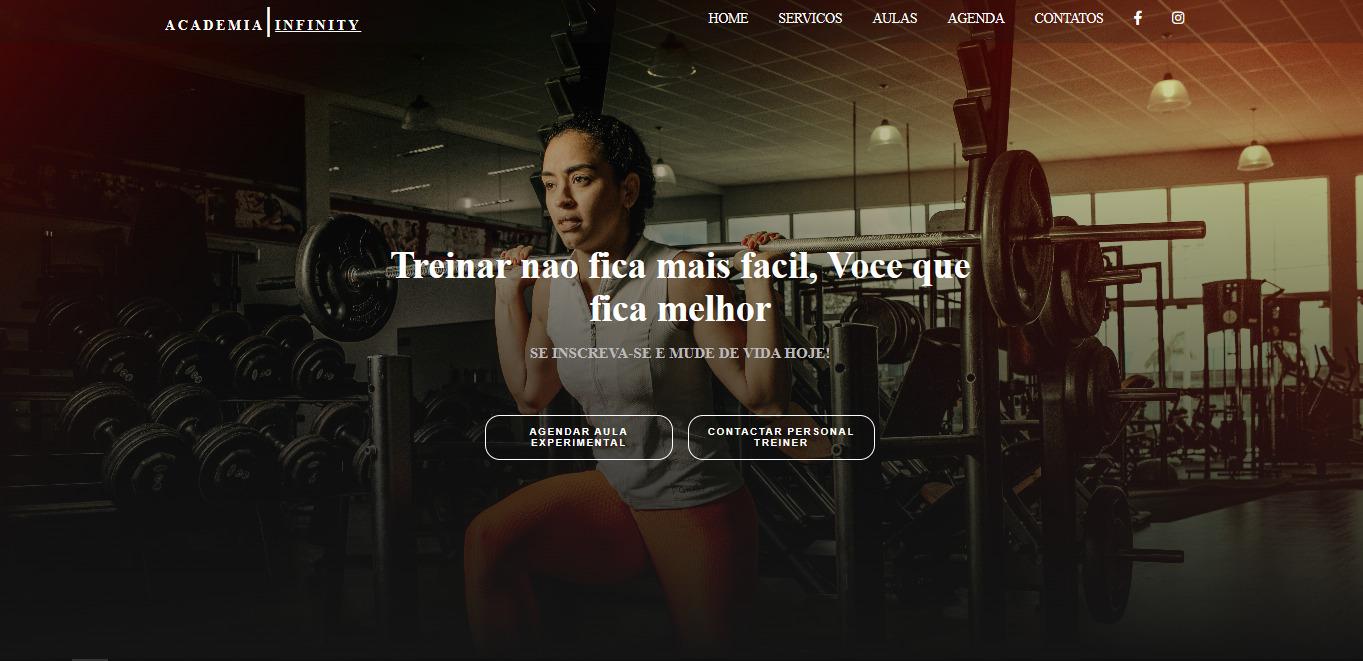 ACADEMIA INFINITY
HOME SERVICOS AULAS AGENDA CONTATOS
Treinar nao fica mais facil, Voce que
fica melhor
SE INSCREVA-SE E MUDE DE VIDA HOJE!
AGENDAR AULA
EXPERIMENTAL
CONTACTAR PERSONAL
TREINER